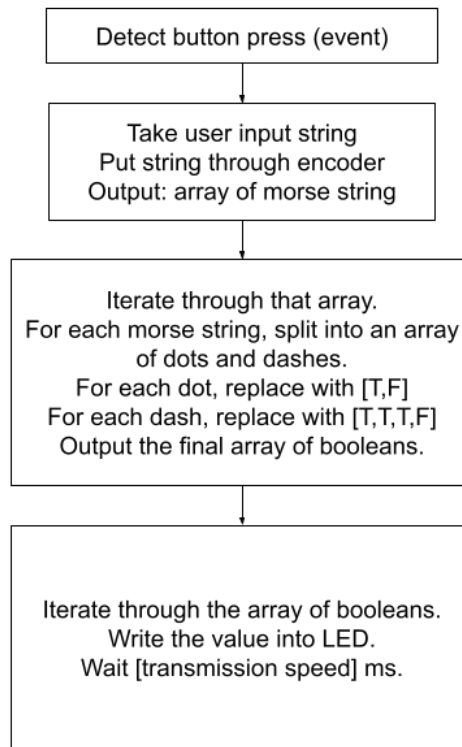 Detect button press (event)
Take user input string
Put string through encoder
Output: array of morse string
Iterate through that array.
For each morse string, split into an array
of dots and dashes.
For each dot, replace with [T,F]
For each dash, replace with [T,T,T,F]
Output the final array of booleans.
Iterate through the array of booleans.
Write the value into LED.
Wait [transmission speed] ms.